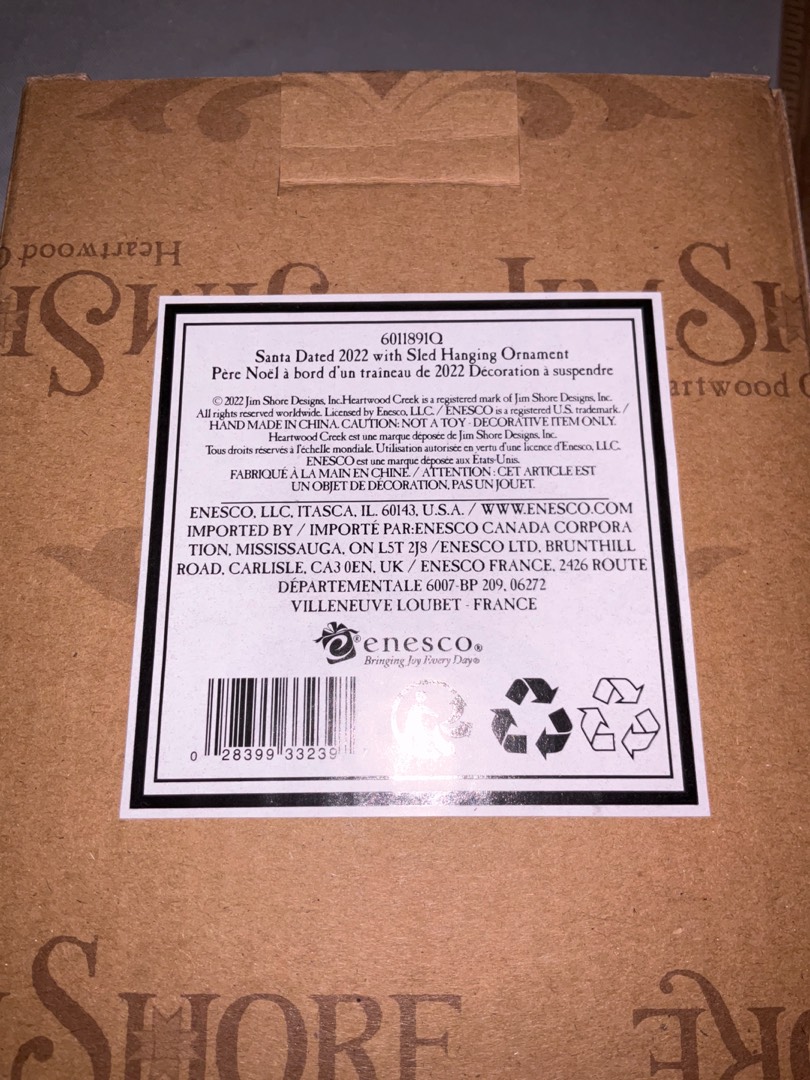 Heartwood
JIM SH
artwood C
6011891Q
Santa Dated 2022 with Sled Hanging Ornament
Père Noël à bord d'un traineau de 2022 Décoration à suspendre
© 2022 Jim Shore Designs, Inc.Heartwood Creek is a registered mark of Jim Shore Designs, Inc.
All rights reserved worldwide. Licensed by Enesco, LLC. / ENESCO is a registered U.S. trademark. /
HAND MADE IN CHINA. CAUTION: NOT A TOY - DECORATIVE ITEM ONLY.
Heartwood Creek est une marque déposée de Jim Shore Designs, Inc.
Tous droits réservés à l'échelle mondiale. Utilisation autorisée en vertu d'une licence d'Enesco, LLC.
ENESCO est une marque déposée aux États-Unis.
FABRIQUÉ À LA MAIN EN CHINE. / ATTENTION : CET ARTICLE EST
UN OBJET DE DÉCORATION, PAS UN JOUET.
ENESCO, LLC, ITASCA, IL. 60143, U.S.A. / WWW.ENESCO.COM
IMPORTED BY / IMPORTÉ PAR:ENESCO CANADA CORPORA
TION, MISSISSAUGA, ON L5T 2J8 /ENESCO LTD, BRUNTHILL
ROAD, CARLISLE, CA3 0EN, UK / ENESCO FRANCE, 2426 ROUTE
DÉPARTEMENTALE 6007-BP 209, 06272
VILLENEUVE LOUBET - FRANCE
enesco®
Bringing Joy Every Day®
0 28399 33239
SHORE